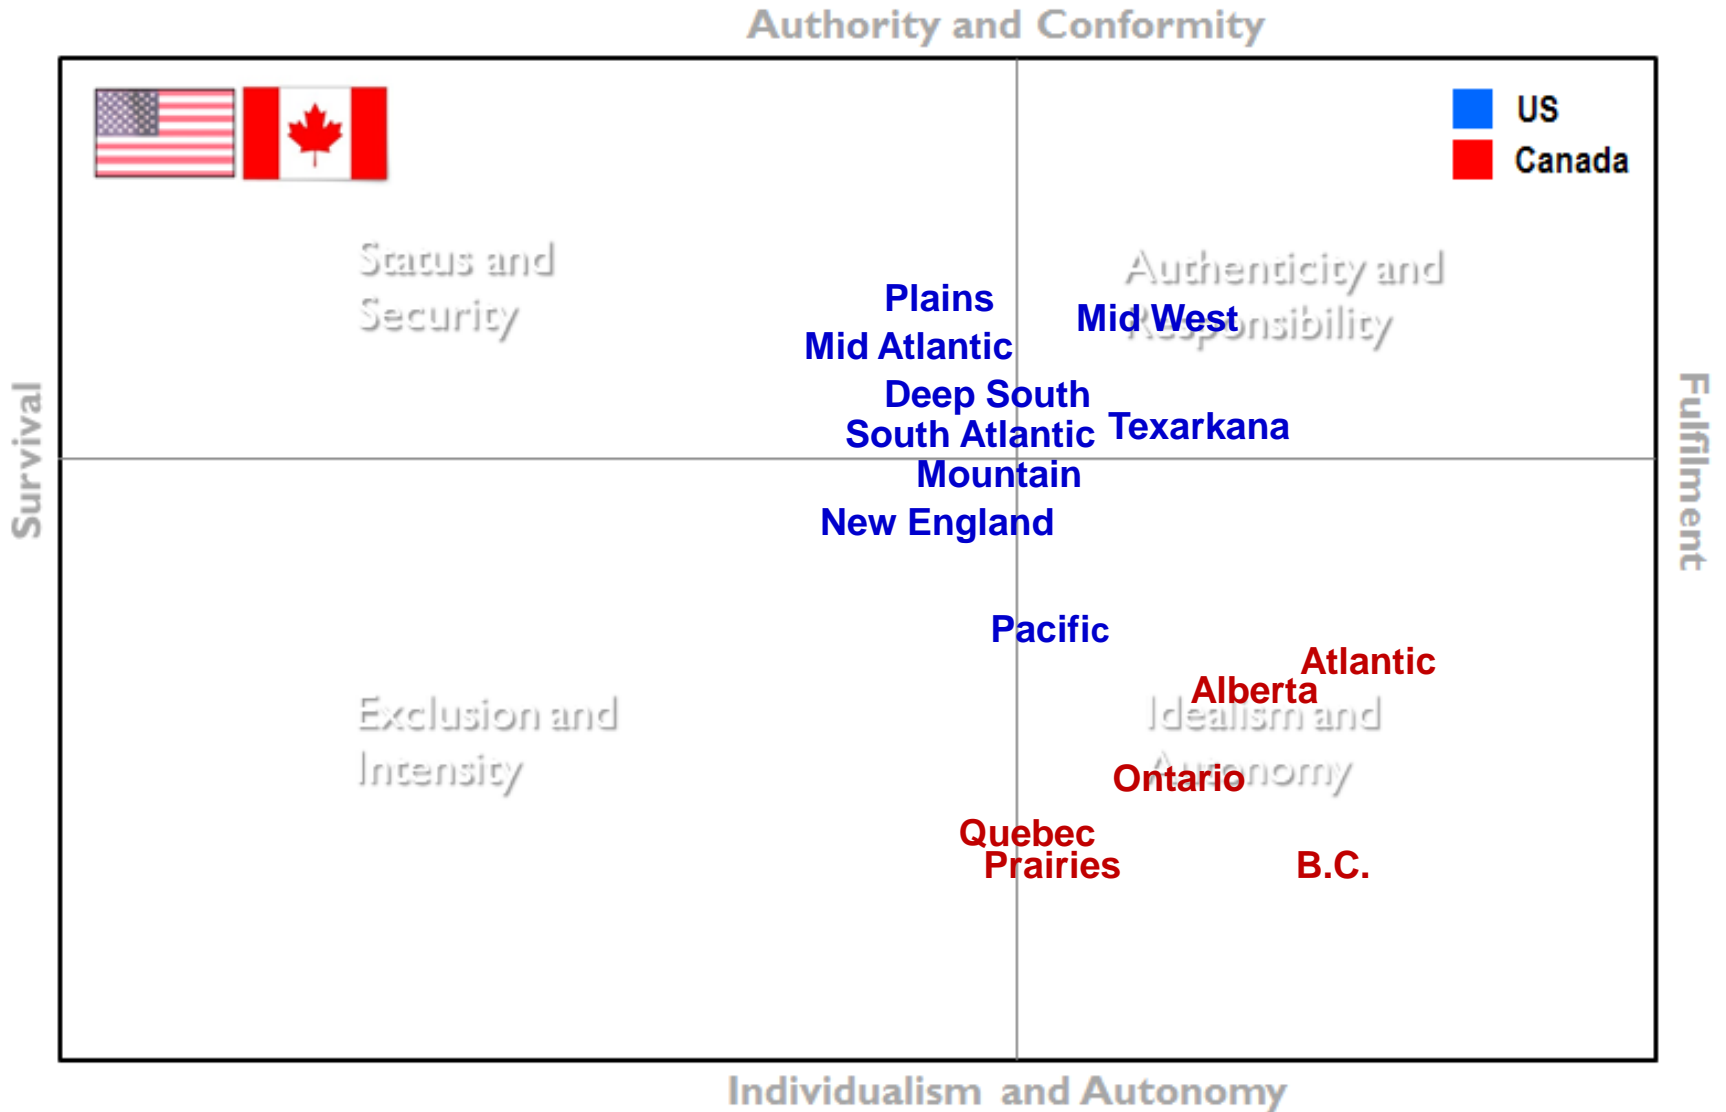 Authority and Conformity
US
Canada
Status and
Security
Authenticity and
Responsibility
Plains
Mid West
Mid Atlantic
Deep South
South Atlantic
Texarkana
Survival
Fulfilment
Mountain
New England
Pacific
Atlantic
Alberta
Exclusion and
Intensity
Idealism and
Autonomy
Ontario
Quebec
Prairies
B.C.
Individualism and Autonomy